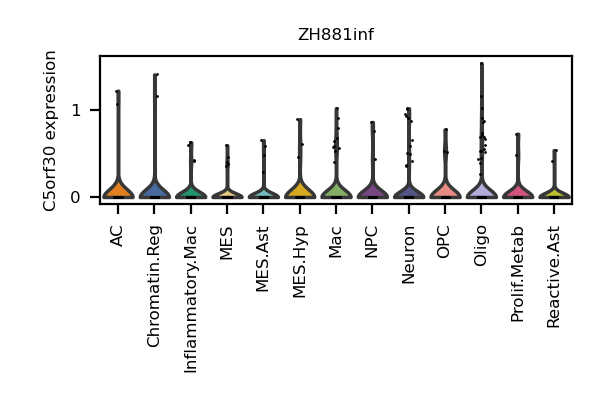 ZH881inf
C5orf30 expression
1
0
AC
Chromatin.Reg
Inflammatory.Mac
MES
MES.Ast
MES.Hyp
Mac
NPC
Neuron
OPC
Oligo
Prolif.Metab
Reactive.Ast